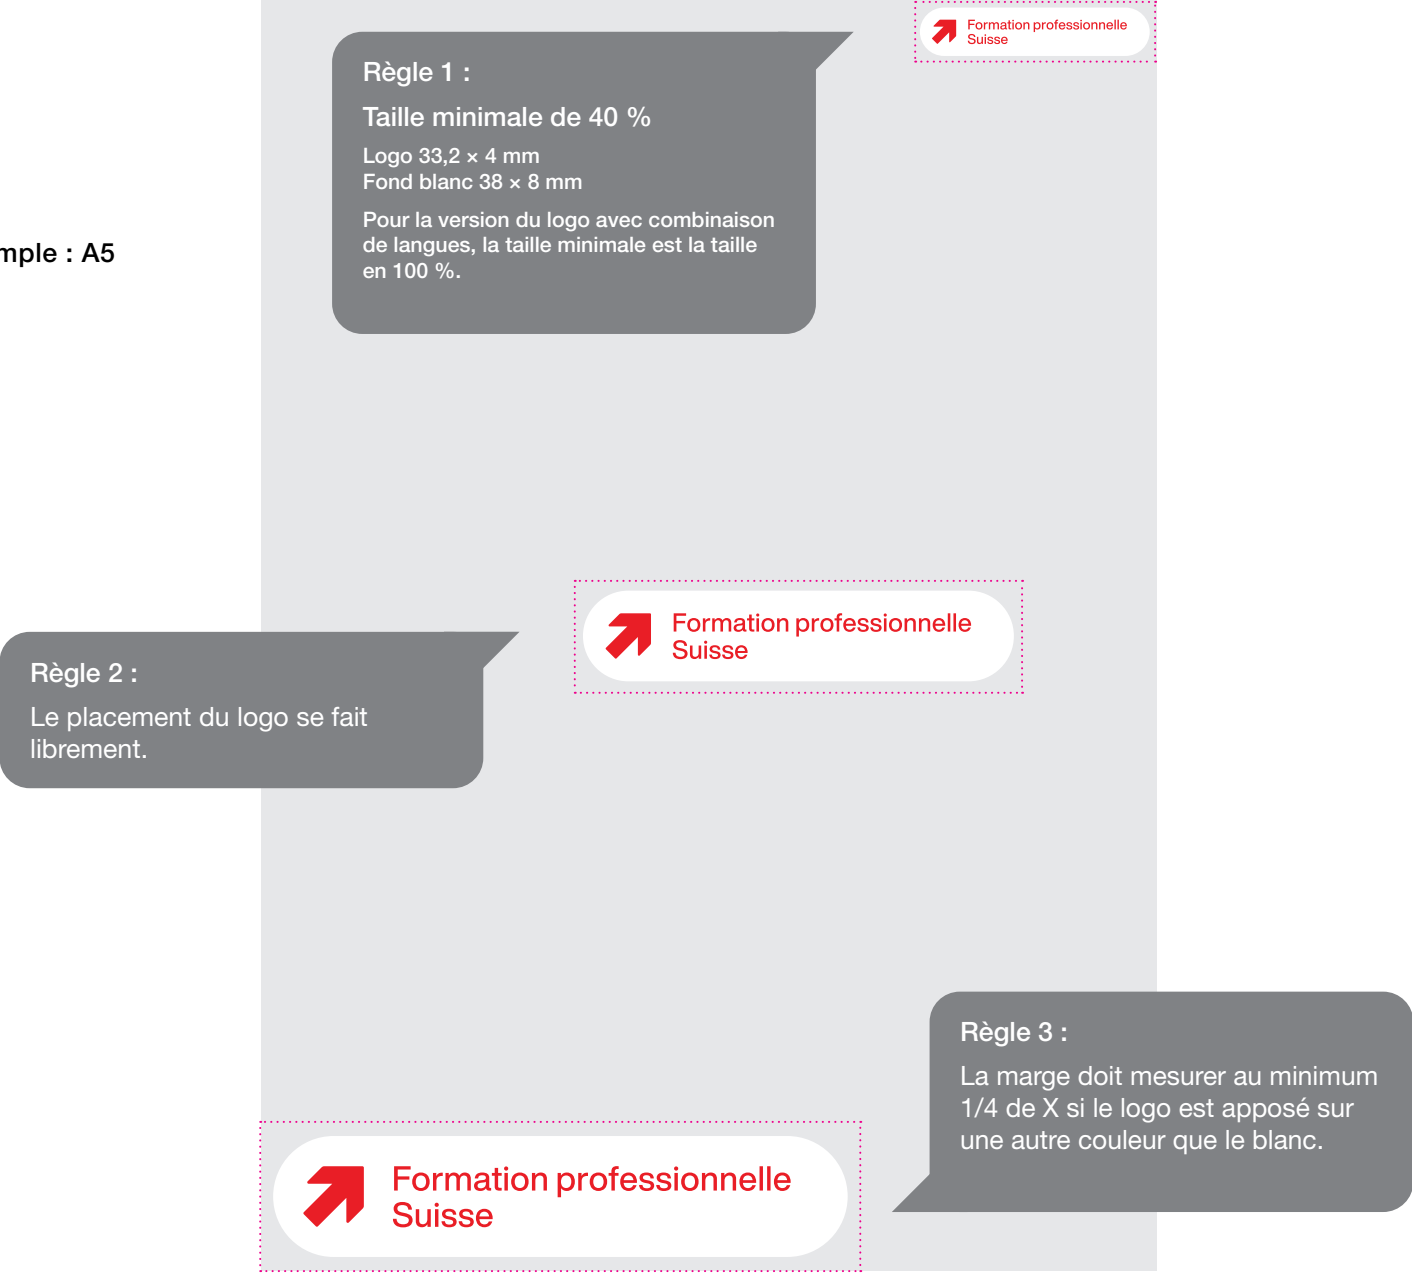 Formation professionnelle
Suisse
Règle 1 :
Taille minimale de 40 %
Logo 33,2 × 4 mm
Fond blanc 38 × 8 mm
Pour la version du logo avec combinaison
de langues, la taille minimale est la taille
en 100 %.
mple : A5
Formation professionnelle
Suisse
Règle 2 :
Le placement du logo se fait
librement.
Règle 3 :
La marge doit mesurer au minimum
1/4 de X si le logo est apposé sur
une autre couleur que le blanc.
Formation professionnelle
Suisse